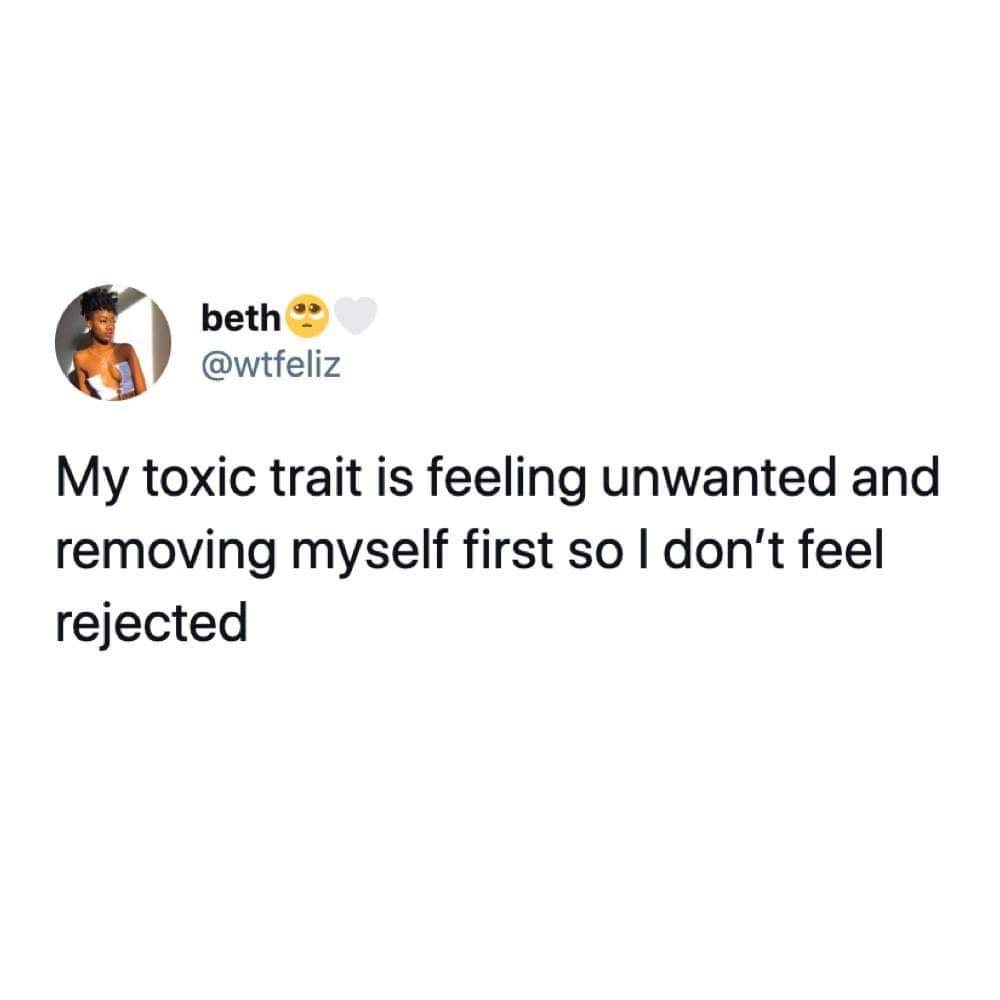 beth🥺🤍
@wtfeliz
My toxic trait is feeling unwanted and
removing myself first so I don’t feel
rejected